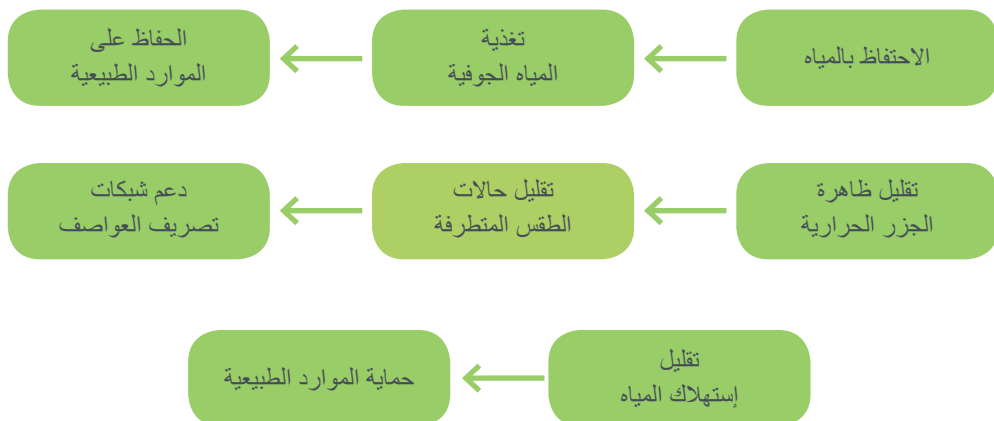 الاحتفاظ بالمياه
تغذية
المياه الجوفية
الحفاظ على
الموارد الطبيعية
تقليل ظاهرة
الجزر الحرارية
تقليل حالات
الطقس المتطرفة
دعم شبكات
تصريف العواصف
تقليل
إستهلاك المياه
حماية الموارد الطبيعية